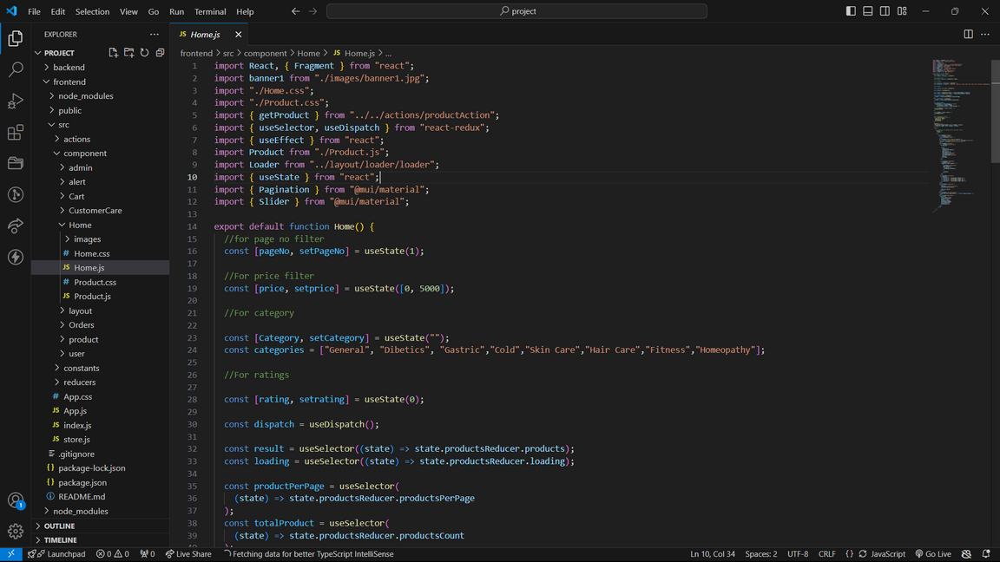 File Edit Selection View Go Run Terminal Help
project
EXPLORER
PROJECT
backend
frontend
node_modules
public
src
actions
component
admin
alert
Cart
CustomerCare
Home
images
# Home.css
JS Home.js
# Product.css
JS Product.js
layout
Orders
product
user
constants
reducers
# App.css
JS App.js
JS index.js
JS store.js
.gitignore
{} package-lock.json
{} package.json
README.md
node_modules
OUTLINE
TIMELINE
1
JS Home.js
frontend > src > component > Home > JS Home.js > ...
1 import React, { Fragment } from "react";
2 import banner1 from "./images/banner1.jpg";
3 import "./Home.css";
4 import "./Product.css";
5 import { getProduct } from "../../actions/productAction";
6 import { useSelector, useDispatch } from "react-redux";
7 import { useEffect } from "react";
8 import Product from "./Product.js";
9 import Loader from "../layout/loader/loader";
10 import { useState } from "react";
11 import { Pagination } from "@mui/material";
12 import { Slider } from "@mui/material";
13
14 export default function Home() {
15 //for page no filter
16 const [pageNo, setPageNo] = useState(1);
17
18 //For price filter
19 const [price, setprice] = useState([0, 5000]);
20
21 //For category
22
23 const [Category, setCategory] = useState("");
24 const categories = ["General", "Dibetics", "Gastric","Cold","Skin Care","Hair Care","Fitness","Homeopathy"];
25
26 //For ratings
27
28 const [rating, setrating] = useState(0);
29
30 const dispatch = useDispatch();
31
32 const result = useSelector((state) => state.productsReducer.products);
33 const loading = useSelector((state) => state.productsReducer.loading);
34
35 const productPerPage = useSelector(
36 (state) => state.productsReducer.productsPerPage
37 );
38 const totalProduct = useSelector(
39 (state) => state.productsReducer.productsCount
Launchpad 0 0 0 Live Share Fetching data for better TypeScript IntelliSense Ln 10, Col 34 Spaces: 2 UTF-8 CRLF {} JavaScript Go Live